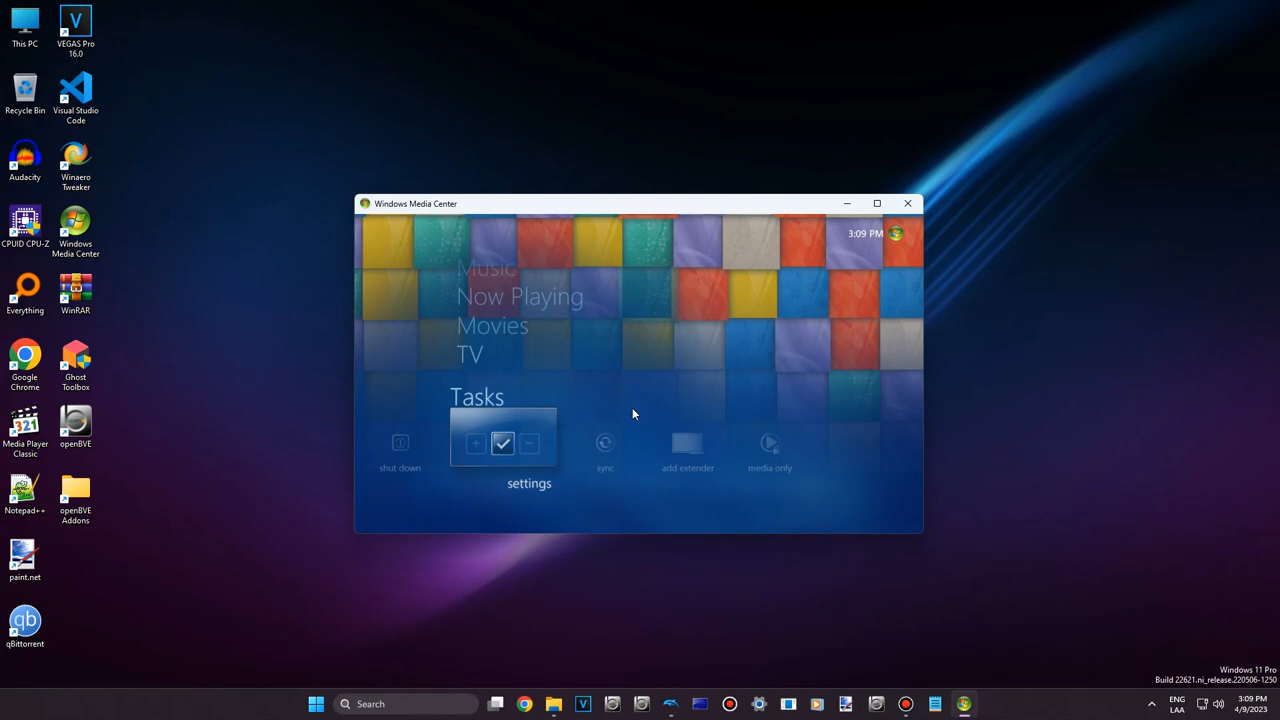 This PC
VEGAS Pro
16.0
Recycle Bin
Visual Studio
Code
Audacity
Winaero
Tweaker
CPUID CPU-Z
Windows
Media Center
Everything
WinRAR
Google
Chrome
Ghost
Toolbox
Media Player
Classic
openBVE
Notepad++
openBVE
Addons
paint.net
qb
qBittorrent
Windows Media Center
3:09 PM
Music
Now Playing
Movies
TV
Tasks
shut down
settings
sync
add extender
media only
Windows 11 Pro
Build 22621.ni_release.220506-1250
Search
ENG
LAA
3:09 PM
4/9/2023